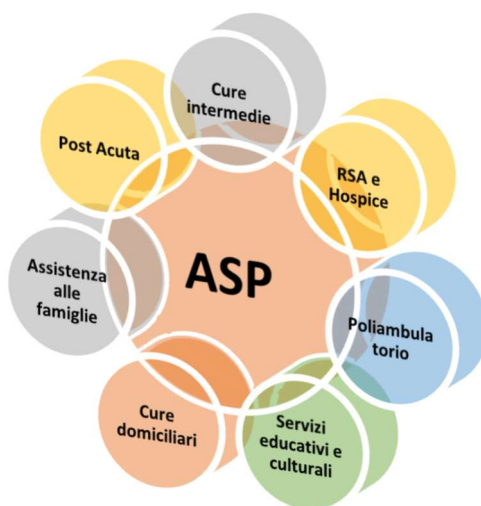 Cure
intermedie
RSA e
Hospice
Poliambula
torio
Servizi
educativi e
culturali
Cure
domiciliari
Assistenza
alle
famiglie
Post Acuta
ASP